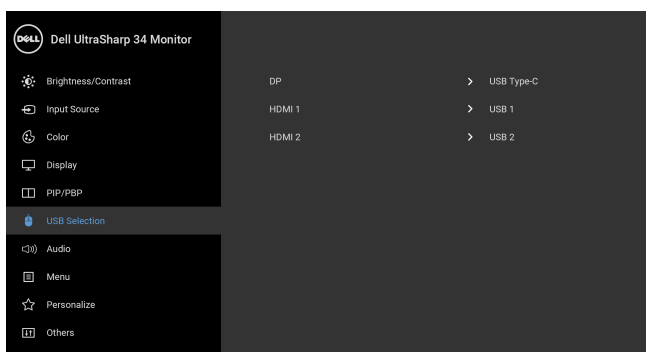 DELL Dell UltraSharp 34 Monitor
Brightness/Contrast
Input Source
Color
Display
PIP/PBP
USB Selection
Audio
Menu
Personalize
Others
DP > USB Type-C
HDMI 1 > USB 1
HDMI 2 > USB 2